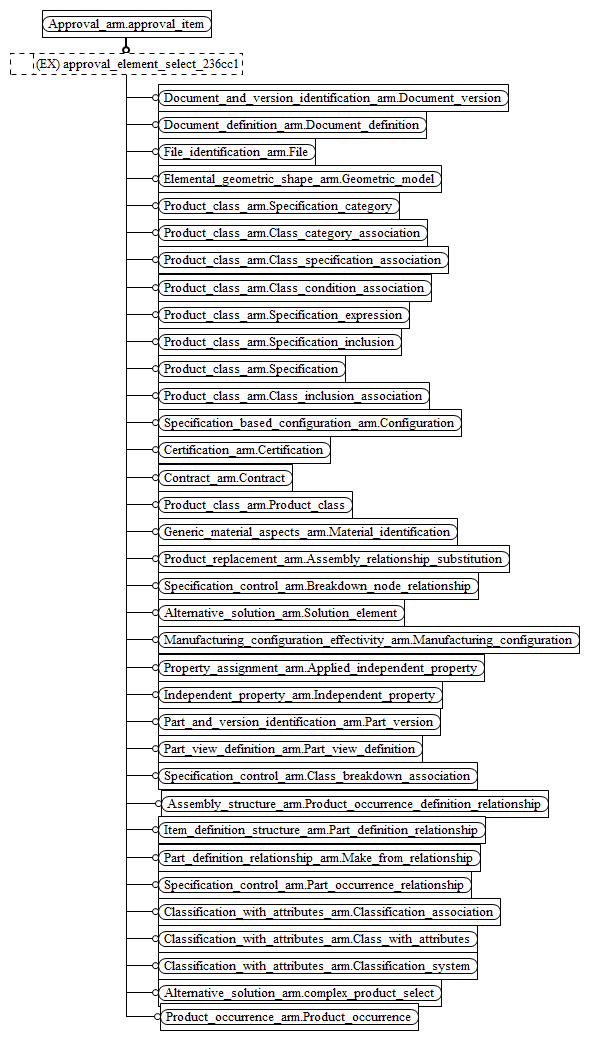 Approval_arm.approval_item
(EX) approval_element_select_236cc1
Document_and_version_identification_arm.Document_version
Document_definition_arm.Document_definition
File_identification_arm.File
Elemental_geometric_shape_arm.Geometric_model
Product_class_arm.Specification_category
Product_class_arm.Class_category_association
Product_class_arm.Class_specification_association
Product_class_arm.Class_condition_association
Product_class_arm.Specification_expression
Product_class_arm.Specification_inclusion
Product_class_arm.Specification
Product_class_arm.Class_inclusion_association
Specification_based_configuration_arm.Configuration
Certification_arm.Certification
Contract_arm.Contract
Product_class_arm.Product_class
Generic_material_aspects_arm.Material_identification
Product_replacement_arm.Assembly_relationship_substitution
Specification_control_arm.Breakdown_node_relationship
Alternative_solution_arm.Solution_element
Manufacturing_configuration_effectivity_arm.Manufacturing_configuration
Property_assignment_arm.Applied_independent_property
Independent_property_arm.Independent_property
Part_and_version_identification_arm.Part_version
Part_view_definition_arm.Part_view_definition
Specification_control_arm.Class_breakdown_association
Assembly_structure_arm.Product_occurrence_definition_relationship
Item_definition_structure_arm.Part_definition_relationship
Part_definition_relationship_arm.Make_from_relationship
Specification_control_arm.Part_occurrence_relationship
Classification_with_attributes_arm.Classification_association
Classification_with_attributes_arm.Class_with_attributes
Classification_with_attributes_arm.Classification_system
Alternative_solution_arm.complex_product_select
Product_occurrence_arm.Product_occurrence